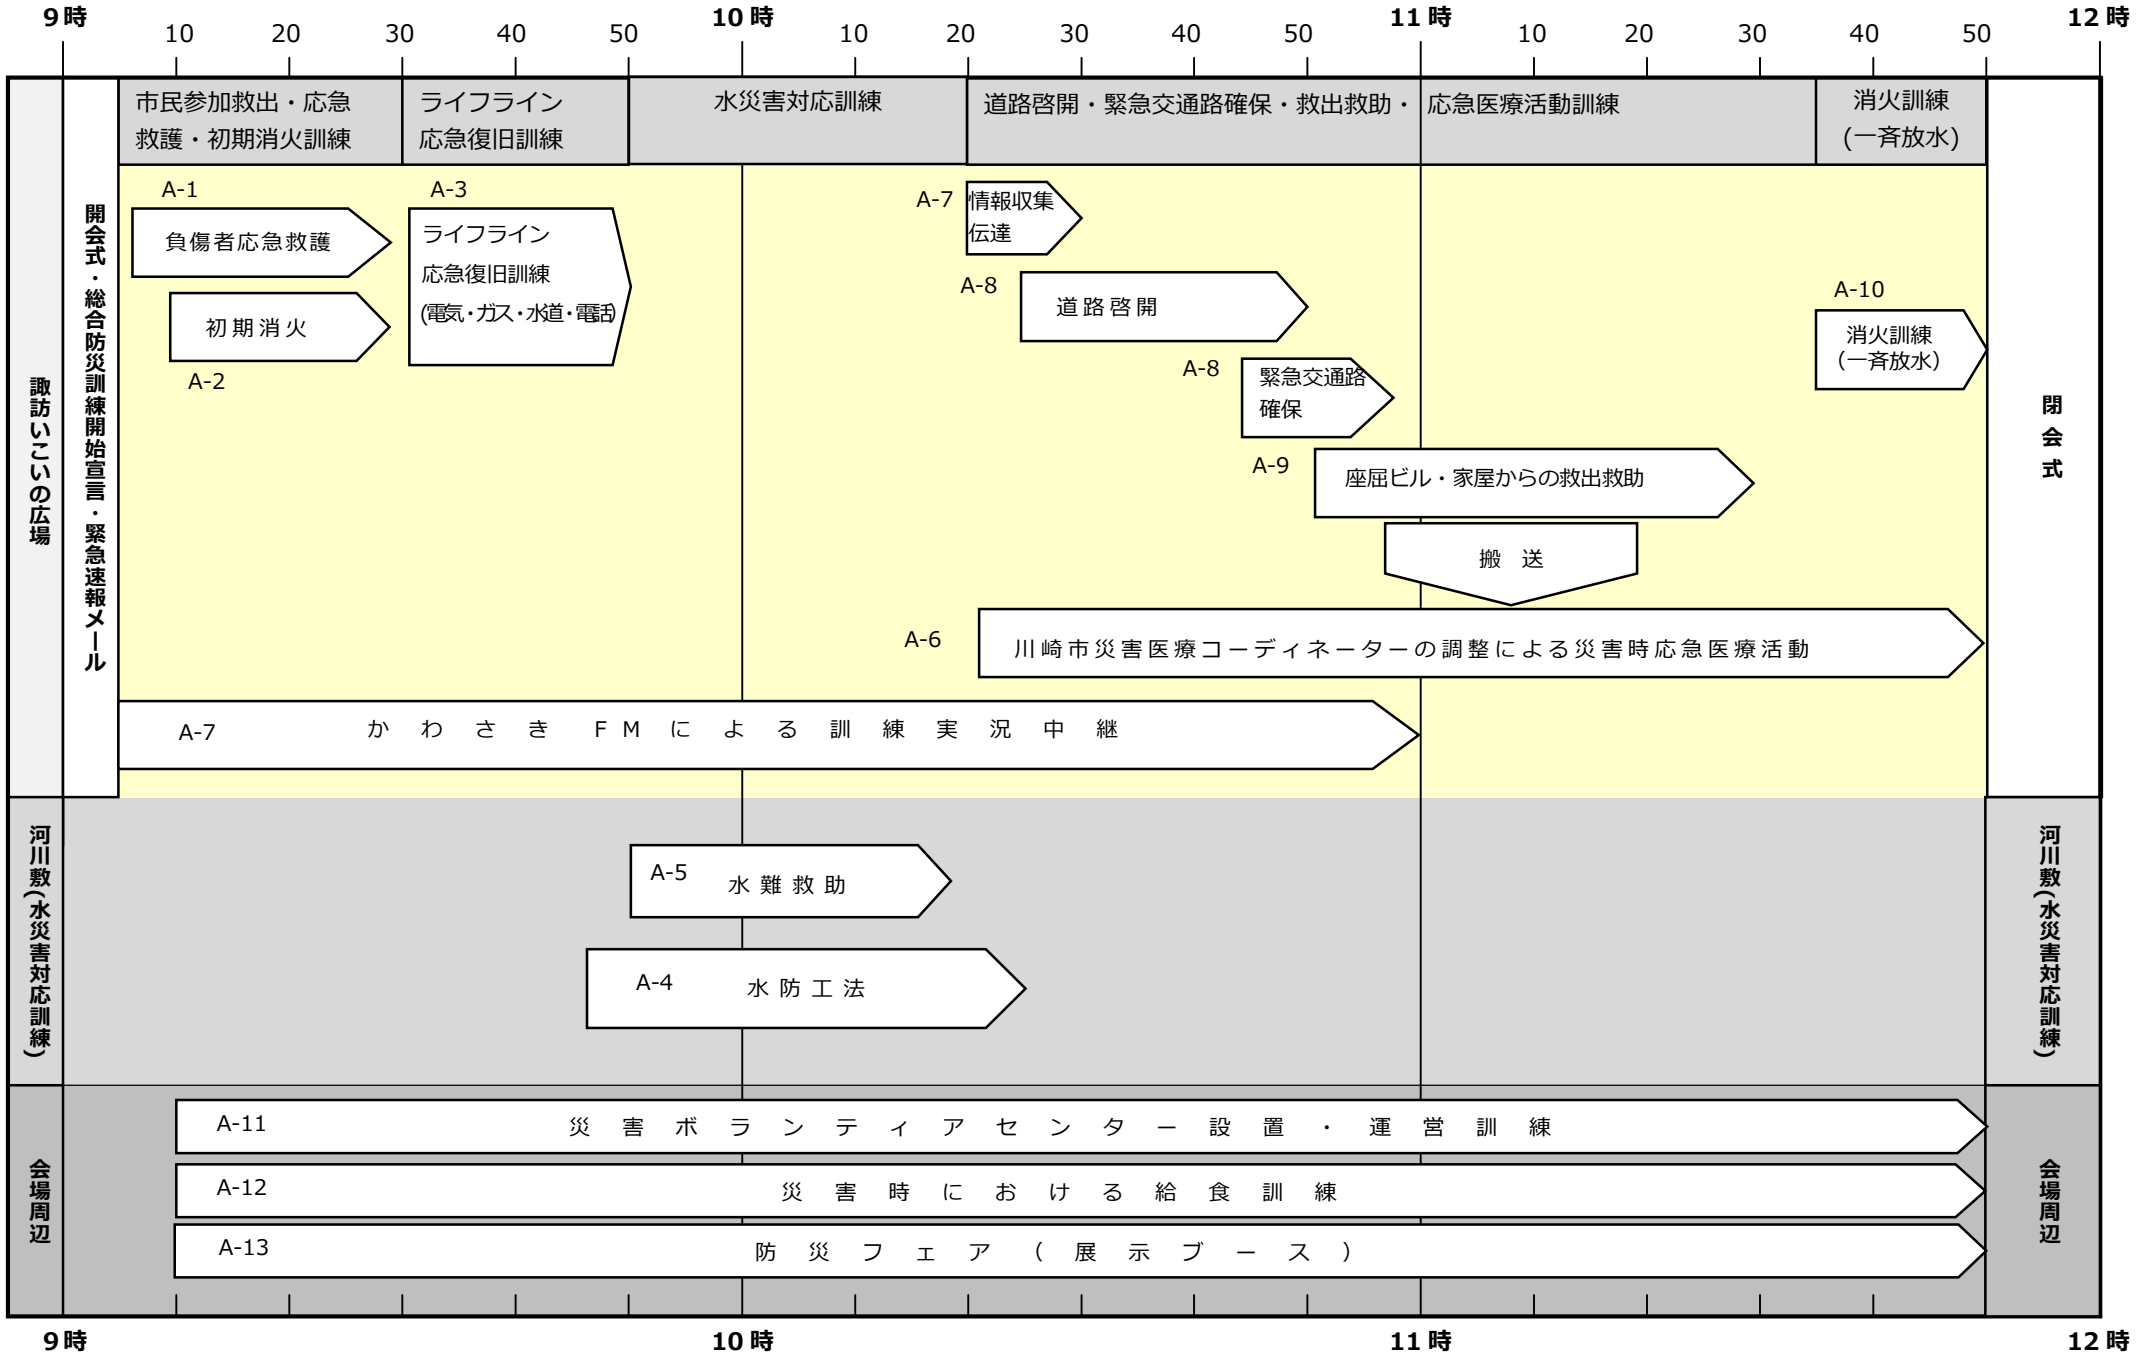 9時
10時
11時
12時
10
20
30
40
50
10
20
30
40
50
10
20
30
40
50
市民参加救出・応急
救護・初期消火訓練
ライフライン
応急復旧訓練
水災害対応訓練
道路啓開・緊急交通路確保・救出救助・応急医療活動訓練
消火訓練
(一斉放水)
諏訪いこいの広場
開会式・総合防災訓練開始宣言・緊急速報メール
A-1
負傷者応急救護
初期消火
A-2
A-3
ライフライン
応急復旧訓練
(電気・ガス・水道・電話)
A-7
情報収集
伝達
A-8
道路啓開
A-8
緊急交通路
確保
A-9
座屈ビル・家屋からの救出救助
搬 送
A-10
消火訓練
（一斉放水）
A-6
川崎市災害医療コーディネーターの調整による災害時応急医療活動
A-7
かわさきFMによる訓練実況中継
閉会式
河川敷(水災害対応訓練)
A-5
水難救助
A-4
水防工法
河川敷(水災害対応訓練)
会場周辺
A-11
災害ボランティアセンター設置・運営訓練
A-12
災害時における給食訓練
A-13
防災フェア（展示ブース）
会場周辺
9時
10時
11時
12時